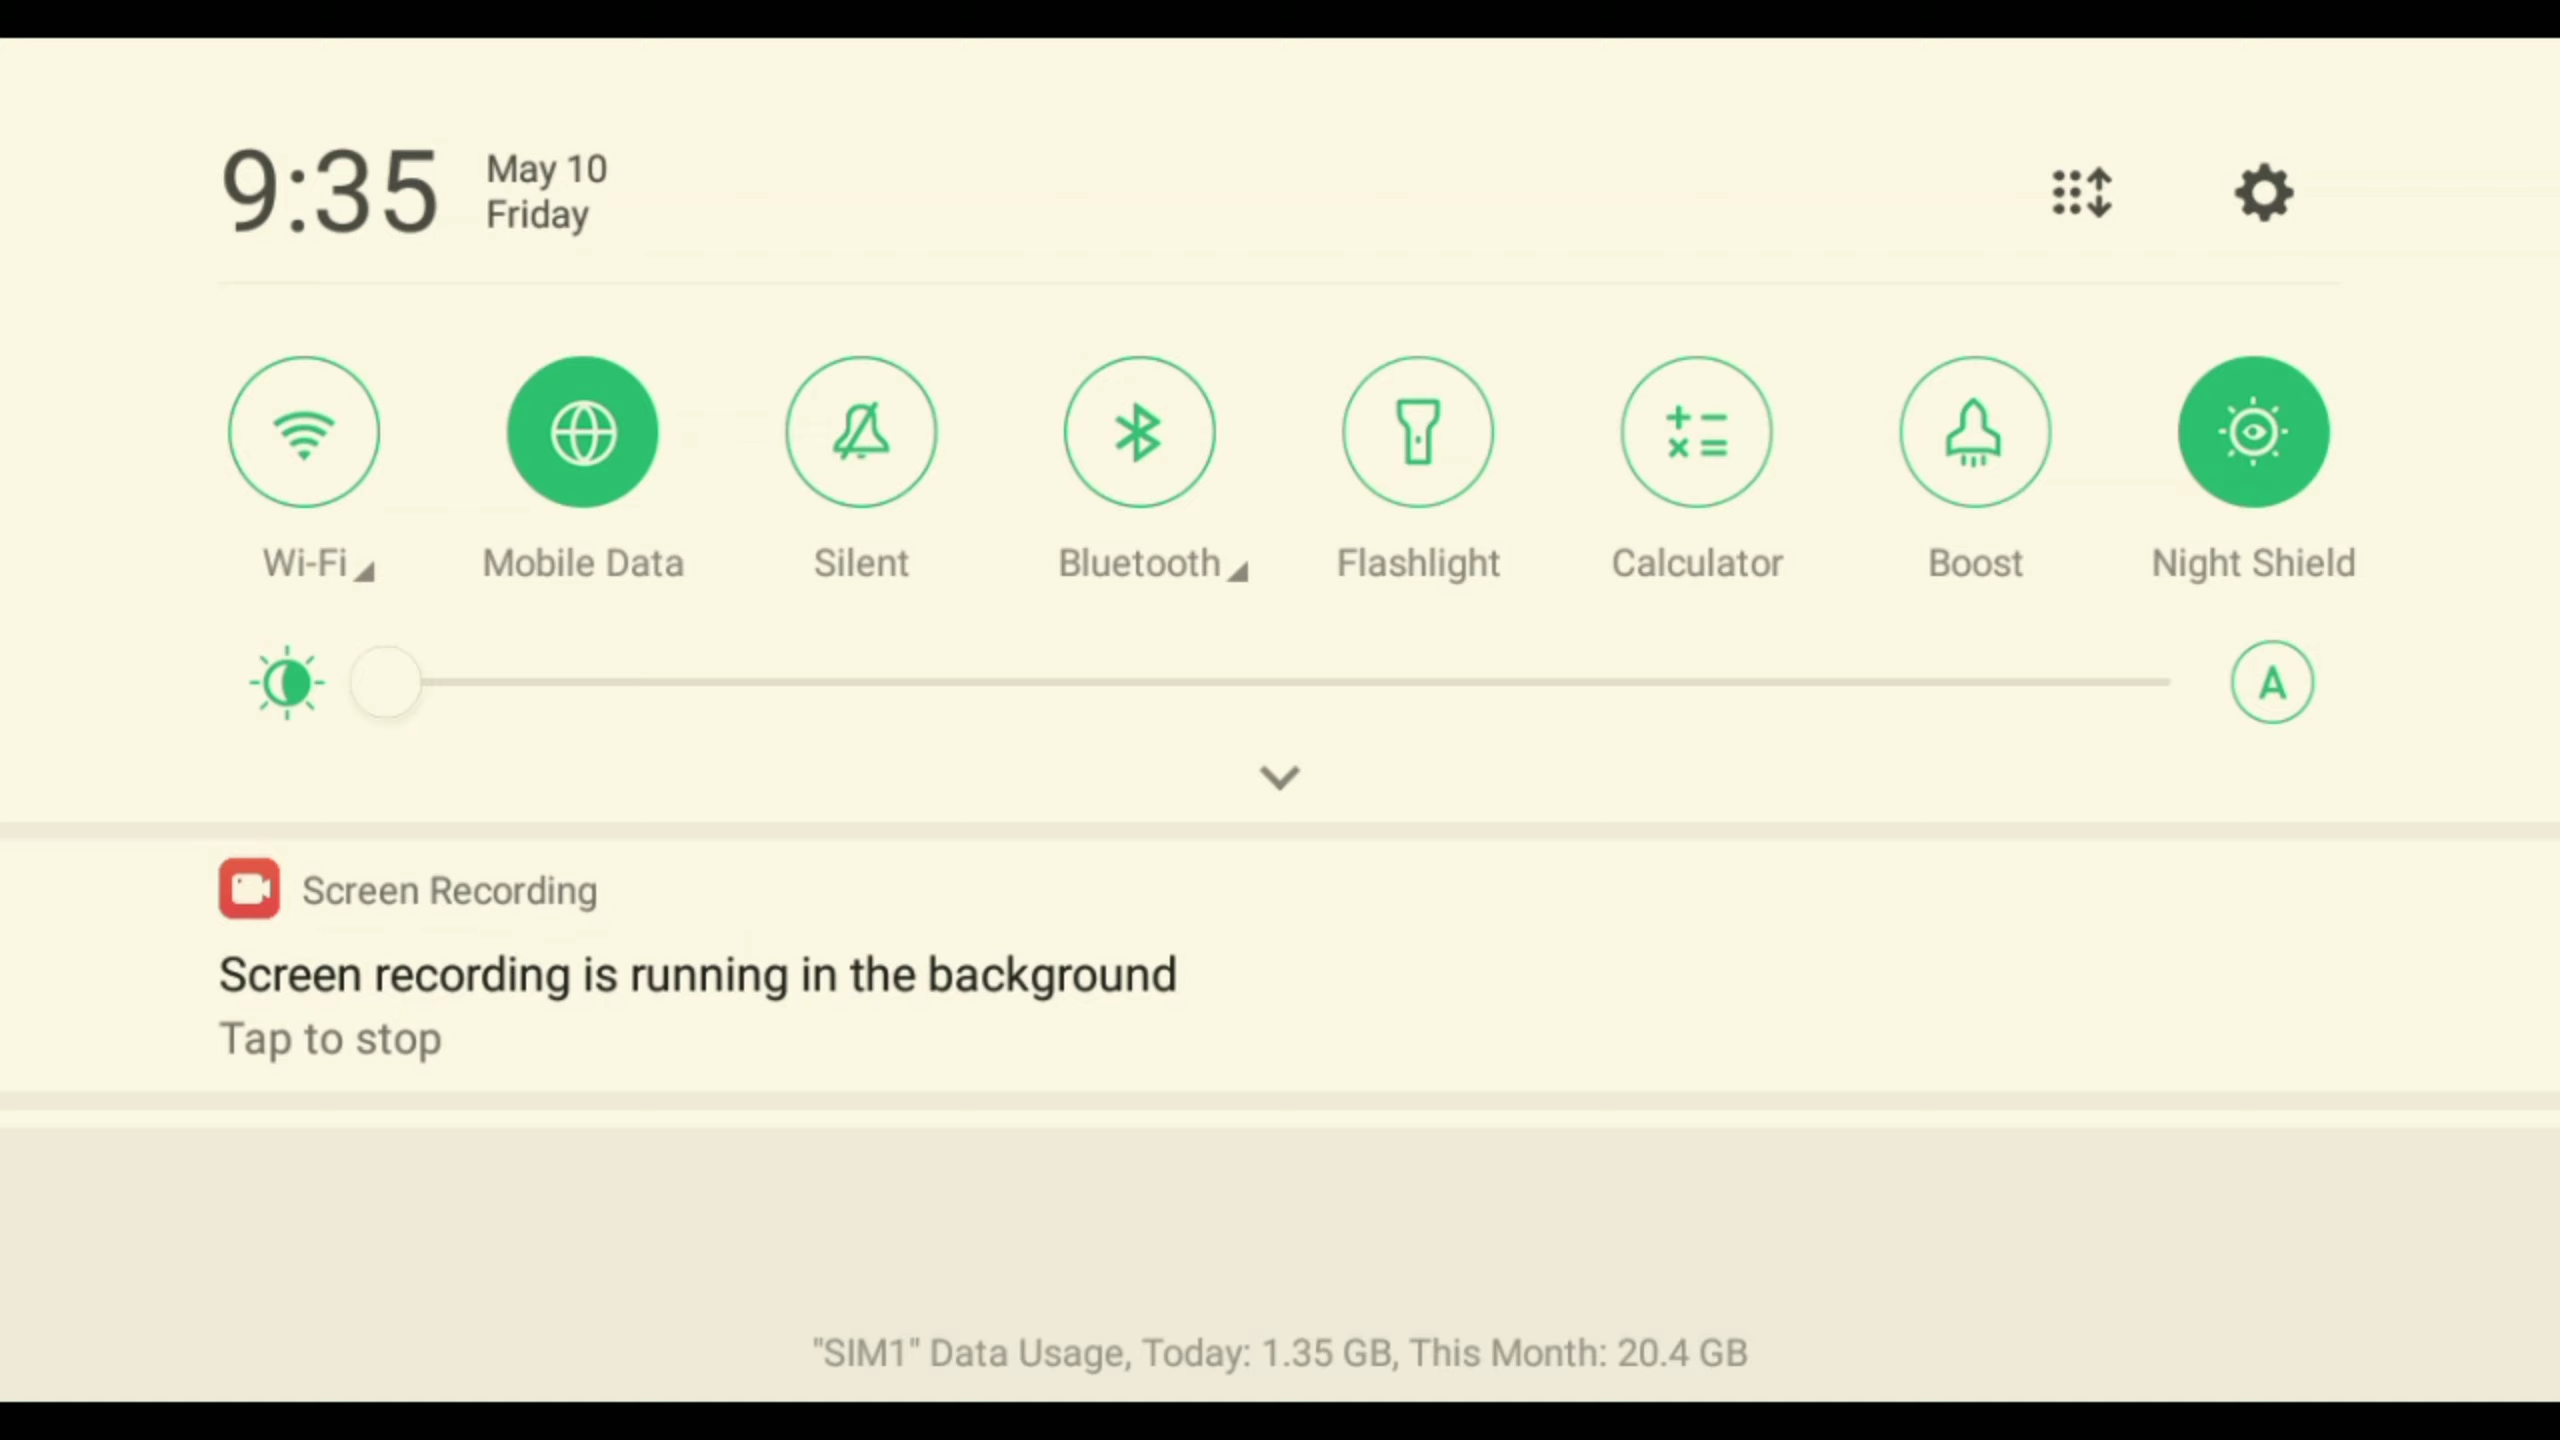 9:35
May 10
Friday
Wi-Fi
Mobile Data
Silent
Bluetooth
Flashlight
Calculator
Boost
Night Shield
A
Screen Recording
Screen recording is running in the background
Tap to stop
"SIM1" Data Usage, Today: 1.35 GB, This Month: 20.4 GB